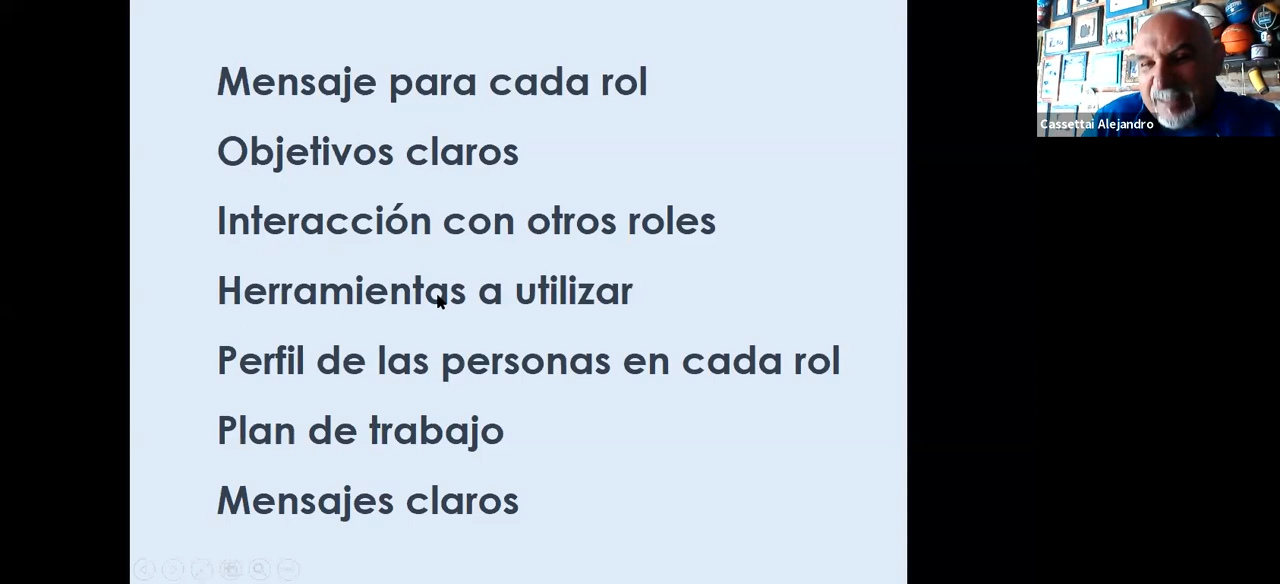 Mensaje para cada rol
Objetivos claros
Interacción con otros roles
Herramientas a utilizar
Perfil de las personas en cada rol
Plan de trabajo
Mensajes claros
Cassettai Alejandro